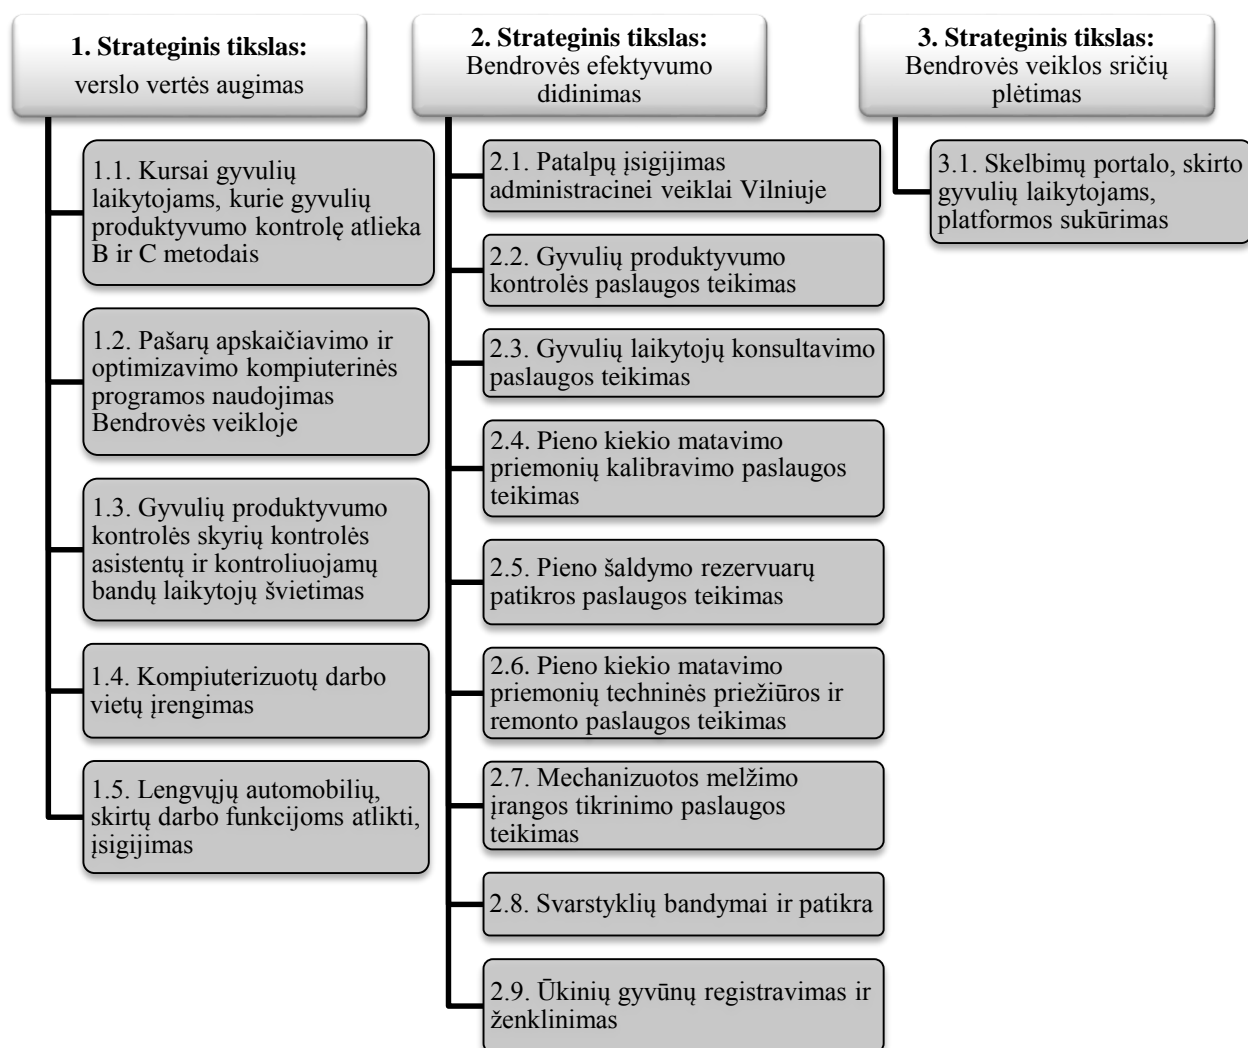 1. Strateginis tikslas:
verslo vertės augimas
1.1. Kursai gyvulių
laikytojams, kurie gyvulių
produktyvumo kontrolę atlieka
B ir C metodais
1.2. Pašarų apskaičiavimo ir
optimizavimo kompiuterinės
programos naudojimas
Bendrovės veikloje
1.3. Gyvulių produktyvumo
kontrolės skyrių kontrolės
asistentų ir kontroliuojamų
bandų laikytojų švietimas
1.4. Kompiuterizuotų darbo
vietų įrengimas
1.5. Lengvųjų automobilių,
skirtų darbo funkcijoms atlikti,
įsigijimas
2. Strateginis tikslas:
Bendrovės efektyvumo
didinimas
2.1. Patalpų įsigijimas
administracinei veiklai Vilniuje
2.2. Gyvulių produktyvumo
kontrolės paslaugos teikimas
2.3. Gyvulių laikytojų konsultavimo
paslaugos teikimas
2.4. Pieno kiekio matavimo
priemonių kalibravimo paslaugos
teikimas
2.5. Pieno šaldymo rezervuarų
patikros paslaugos teikimas
2.6. Pieno kiekio matavimo
priemonių techninės priežiūros ir
remonto paslaugos teikimas
2.7. Mechanizuotos melžimo
įrangos tikrinimo paslaugos
teikimas
2.8. Svarstyklių bandymai ir patikra
2.9. Ūkinių gyvūnų registravimas ir
ženklinimas
3. Strateginis tikslas:
Bendrovės veiklos sričių
plėtimas
3.1. Skelbimų portalo, skirto
gyvulių laikytojams,
platformos sukūrimas